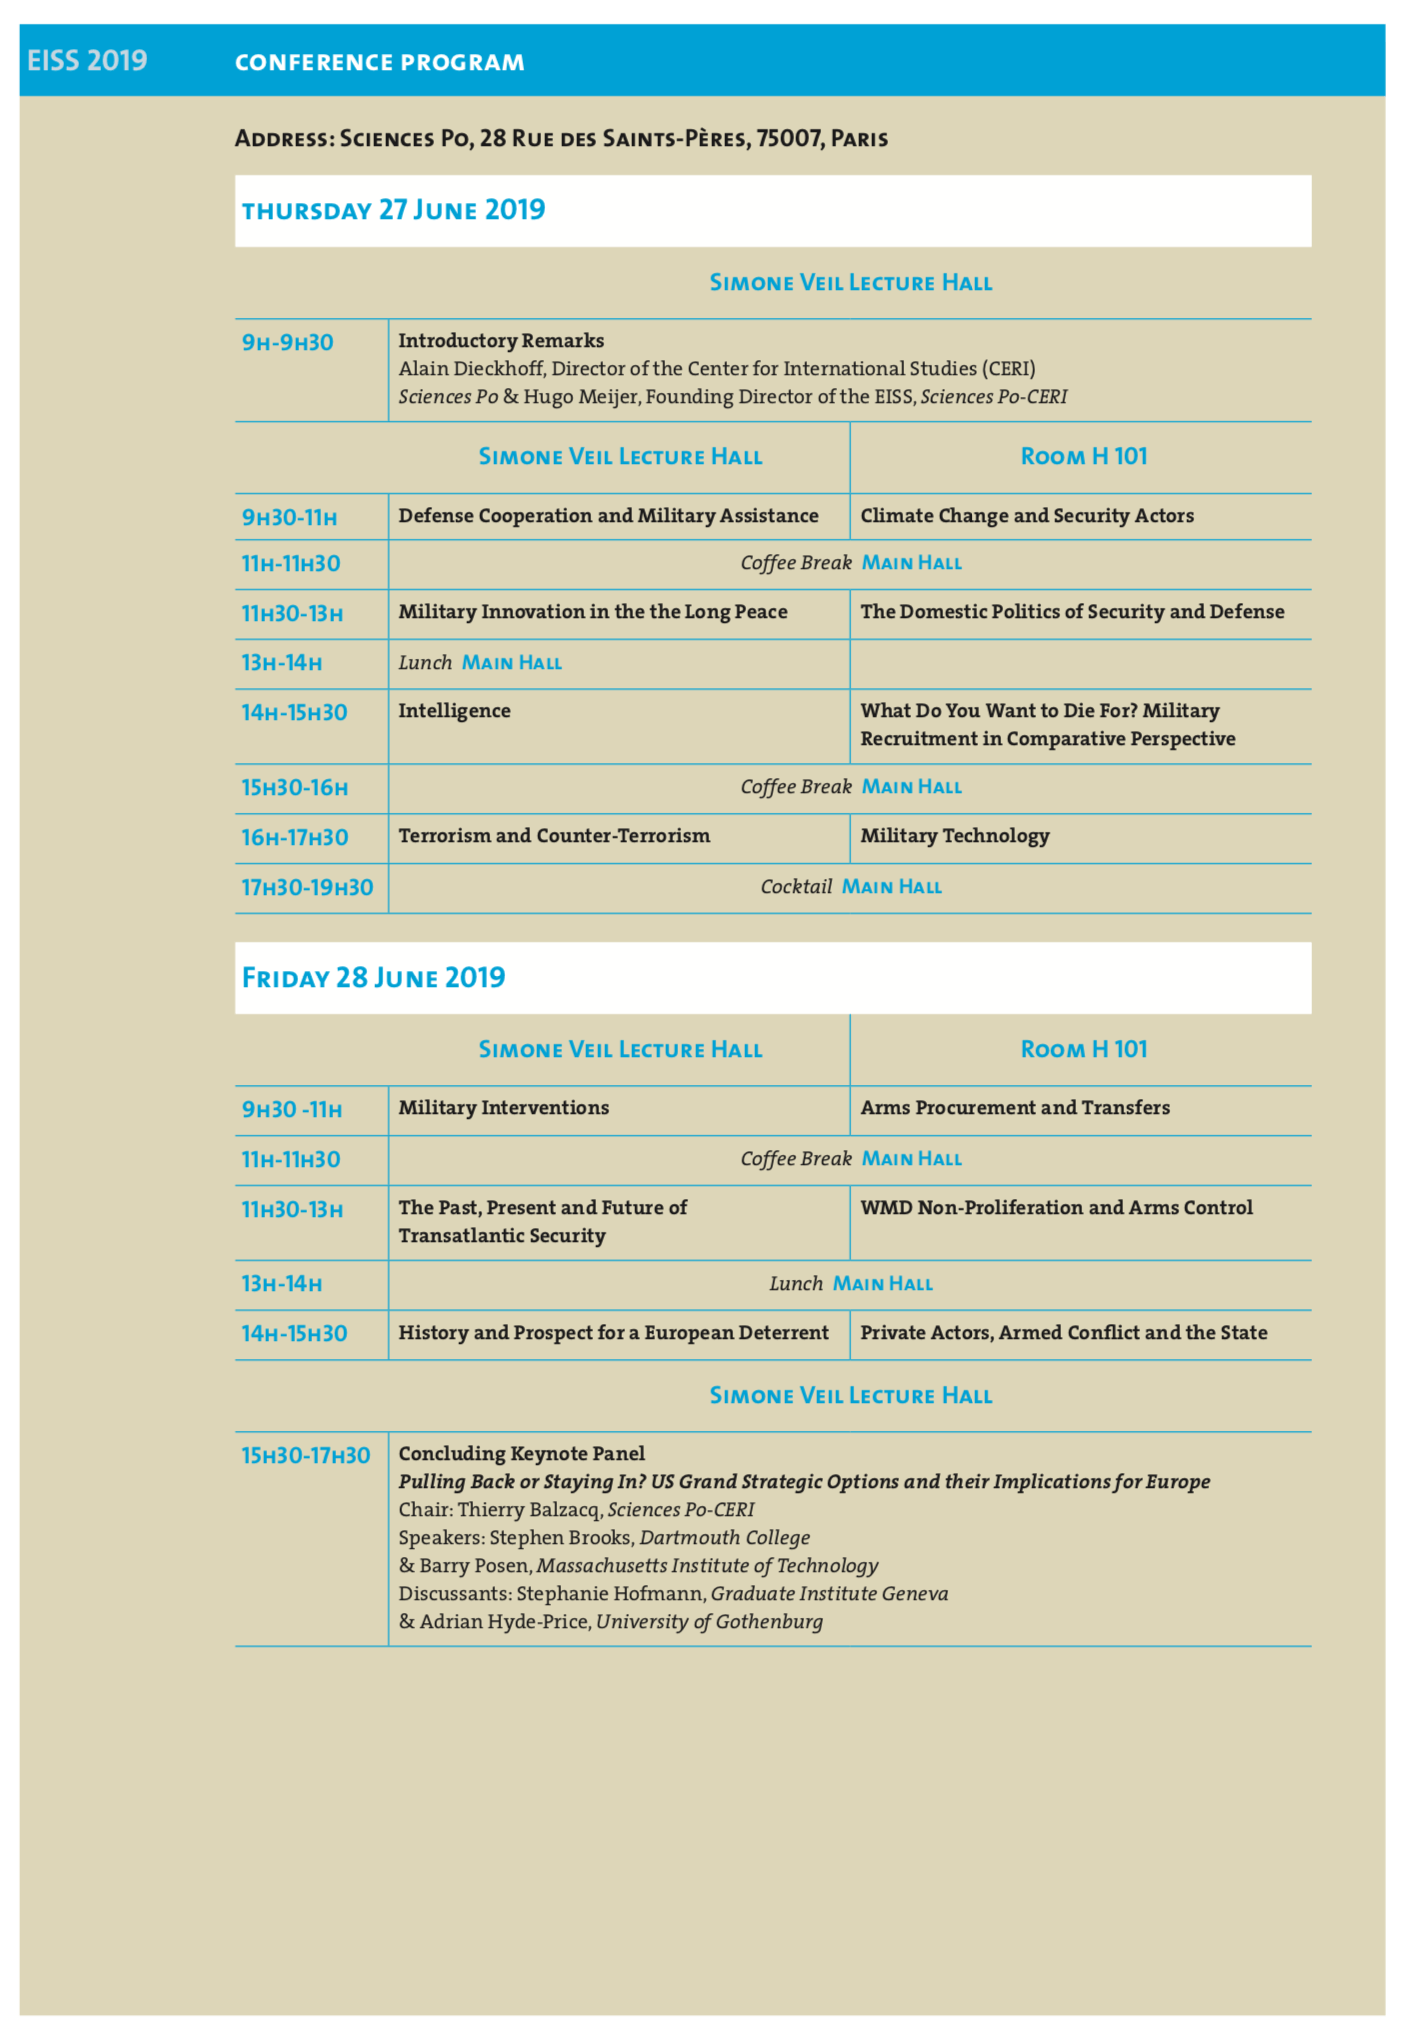 EISS 2019 CONFERENCE PROGRAM
Address: Sciences Po, 28 Rue des Saints-Pères, 75007, Paris
thursday 27 June 2019
Simone Veil Lecture Hall
9h-9h30 Introductory Remarks
Alain Dieckhoff, Director of the Center for International Studies (CERI)
Sciences Po & Hugo Meijer, Founding Director of the EISS, Sciences Po-CERI
Simone Veil Lecture Hall Room H 101
9h30-11h Defense Cooperation and Military Assistance Climate Change and Security Actors
11h-11h30 Coffee Break Main Hall
11h30-13h Military Innovation in the the Long Peace The Domestic Politics of Security and Defense
13h-14h Lunch Main Hall
14h-15h30 Intelligence What Do You Want to Die For? Military
Recruitment in Comparative Perspective
15h30-16h Coffee Break Main Hall
16h-17h30 Terrorism and Counter-Terrorism Military Technology
17h30-19h30 Cocktail Main Hall
Friday 28 June 2019
Simone Veil Lecture Hall Room H 101
9h30 -11h Military Interventions Arms Procurement and Transfers
11h-11h30 Coffee Break Main Hall
11h30-13h The Past, Present and Future of WMD Non-Proliferation and Arms Control
Transatlantic Security
13h-14h Lunch Main Hall
14h-15h30 History and Prospect for a European Deterrent Private Actors, Armed Conflict and the State
Simone Veil Lecture Hall
15h30-17h30 Concluding Keynote Panel
Pulling Back or Staying In? US Grand Strategic Options and their Implications for Europe
Chair: Thierry Balzacq, Sciences Po-CERI
Speakers: Stephen Brooks, Dartmouth College
& Barry Posen, Massachusetts Institute of Technology
Discussants: Stephanie Hofmann, Graduate Institute Geneva
& Adrian Hyde-Price, University of Gothenburg